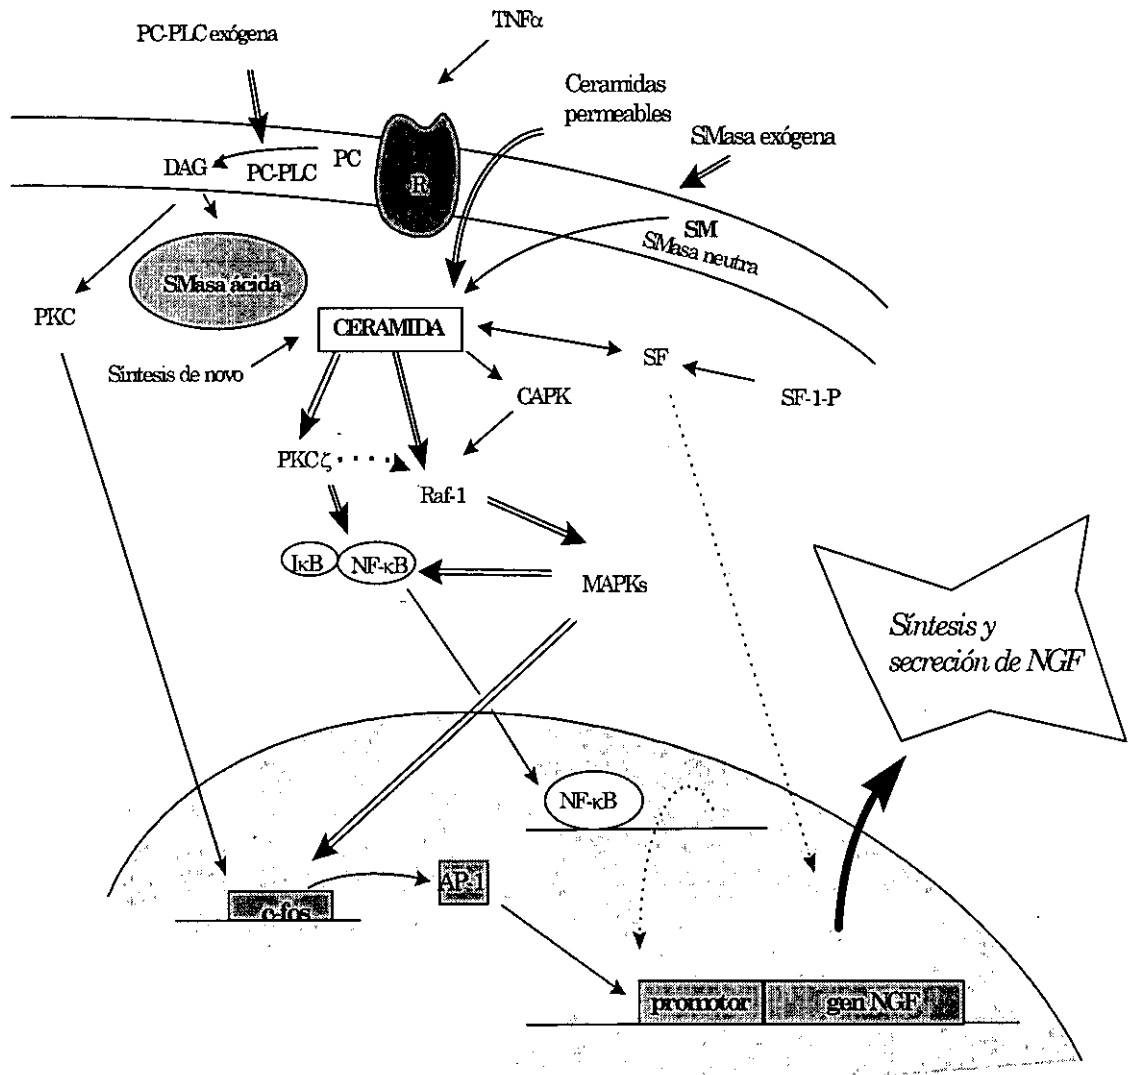 TNFα
PC-PLC exógena
Ceramidas
permeables
SMasa exógena
PC
DAG
PC-PLC
R
SM
SMasa neutra
SMasa ácida
PKC
CERAMIDA
SF
Síntesis de novo
CAPK
SF-1-P
PKC ζ
Raf-1
IκB
NF-κB
MAPKs
Síntesis y
secreción de NGF
NF-κB
AP-1
c-fos
promotor
gen NGF